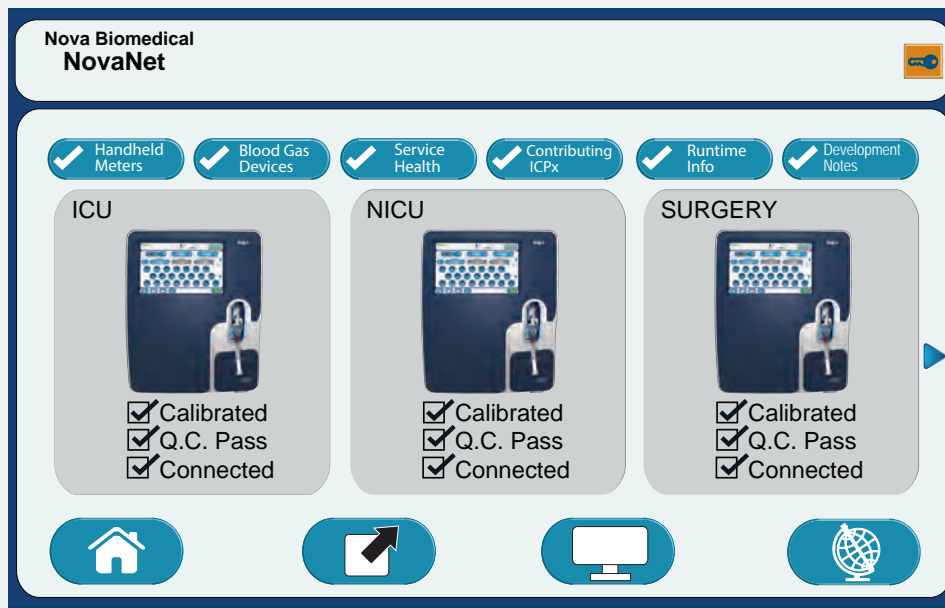 Nova Biomedical
NovaNet
Handheld
Meters
Blood Gas
Devices
Service
Health
Contributing
ICPx
Runtime
Info
Development
Notes
ICU
Calibrated
Q.C. Pass
Connected
NICU
Calibrated
Q.C. Pass
Connected
SURGERY
Calibrated
Q.C. Pass
Connected